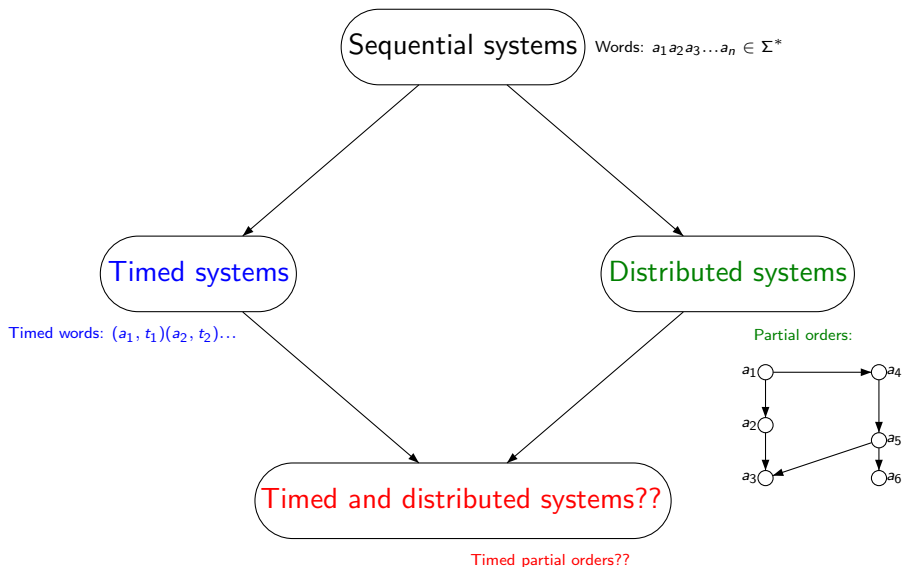 Sequential systems
Words: a₁a₂a₃...aₙ ∈ Σ*
Timed systems
Distributed systems
Timed words: (a₁, t₁)(a₂, t₂)...
Partial orders:
a₁
a₄
a₂
a₅
a₃
a₆
Timed and distributed systems??
Timed partial orders??